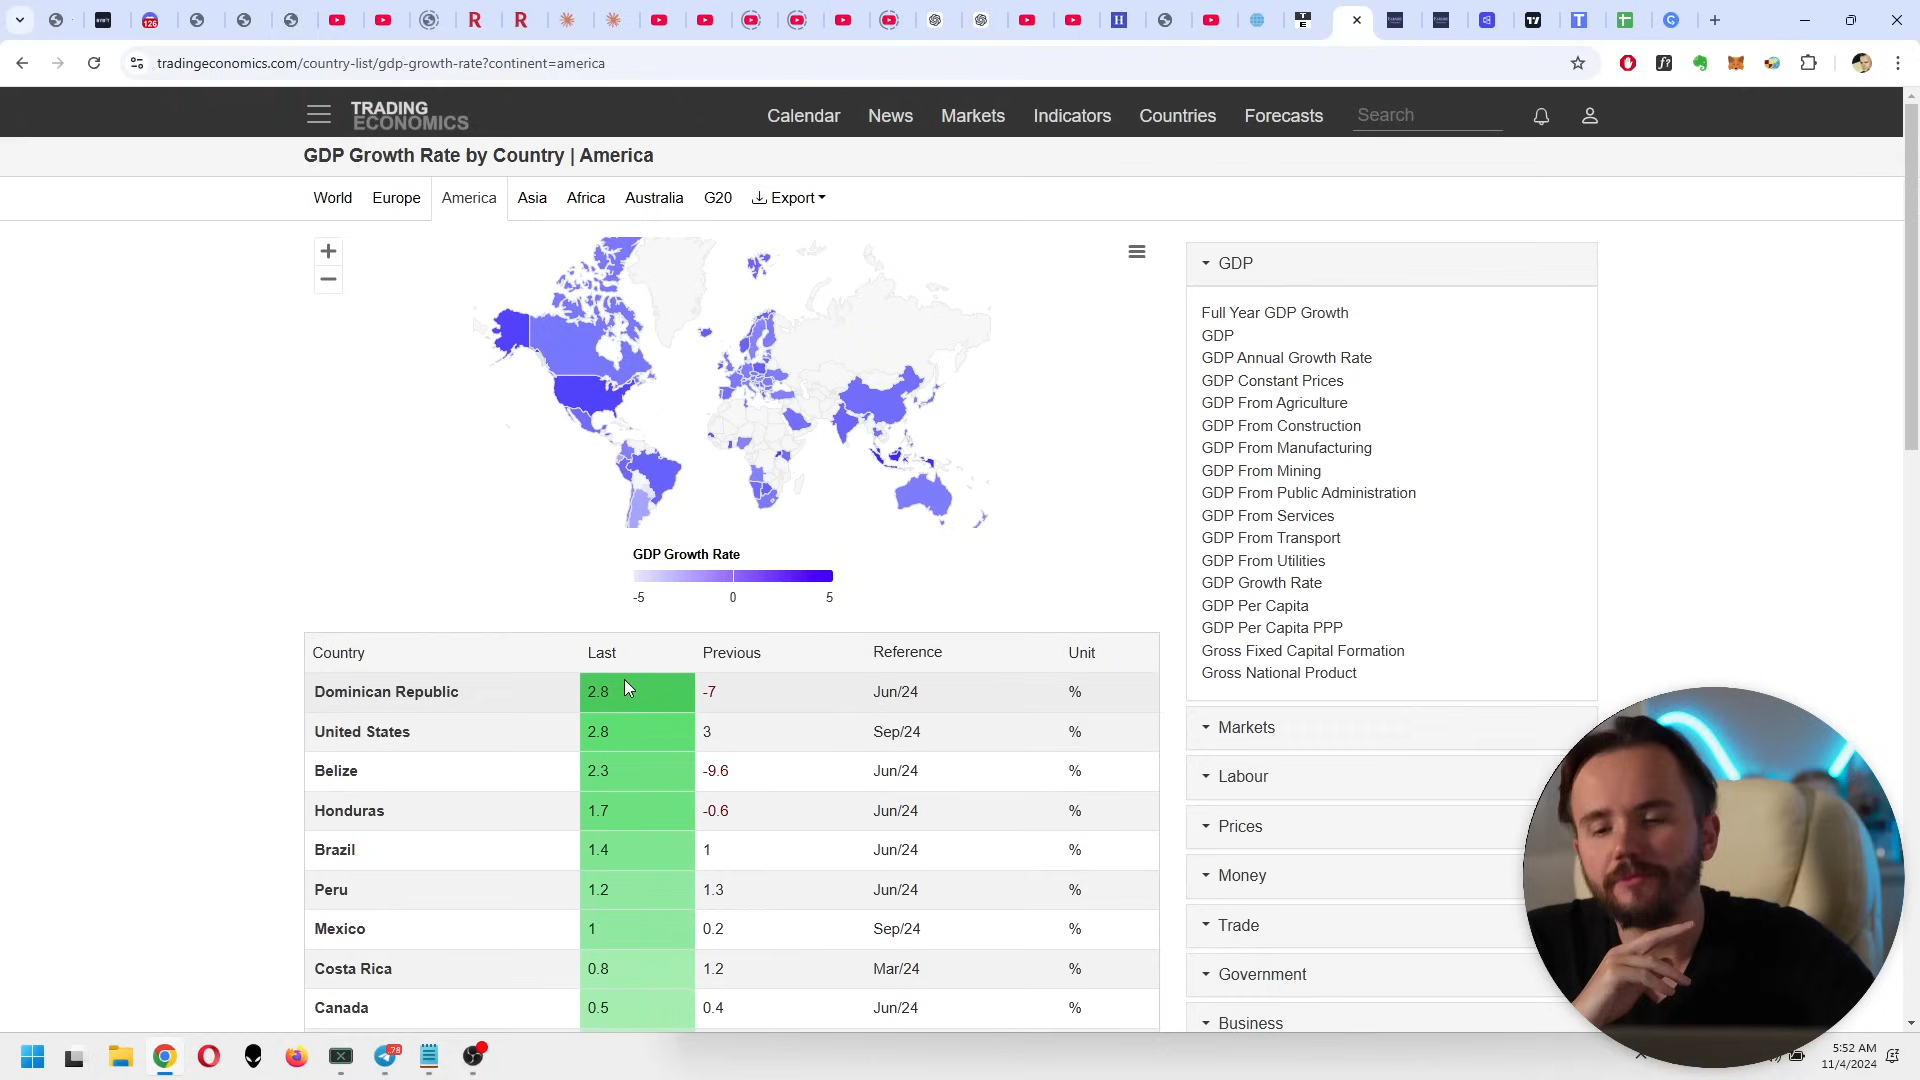 126
tradingeconomics.com/country-list/gdp-growth-rate?continent=america
TRADING
ECONOMICS
Calendar
News
Markets
Indicators
Countries
Forecasts
Search
GDP Growth Rate by Country | America
World
Europe
America
Asia
Africa
Australia
G20
Export
+
−
GDP Growth Rate
-5 0 5
Country Last Previous Reference Unit
Dominican Republic 2.8 -7 Jun/24 %
United States 2.8 3 Sep/24 %
Belize 2.3 -9.6 Jun/24 %
Honduras 1.7 -0.6 Jun/24 %
Brazil 1.4 1 Jun/24 %
Peru 1.2 1.3 Jun/24 %
Mexico 1 0.2 Sep/24 %
Costa Rica 0.8 1.2 Mar/24 %
Canada 0.5 0.4 Jun/24 %
GDP
Full Year GDP Growth
GDP
GDP Annual Growth Rate
GDP Constant Prices
GDP From Agriculture
GDP From Construction
GDP From Manufacturing
GDP From Mining
GDP From Public Administration
GDP From Services
GDP From Transport
GDP From Utilities
GDP Growth Rate
GDP Per Capita
GDP Per Capita PPP
Gross Fixed Capital Formation
Gross National Product
Markets
Labour
Prices
Money
Trade
Government
Business
78
5:52 AM
11/4/2024